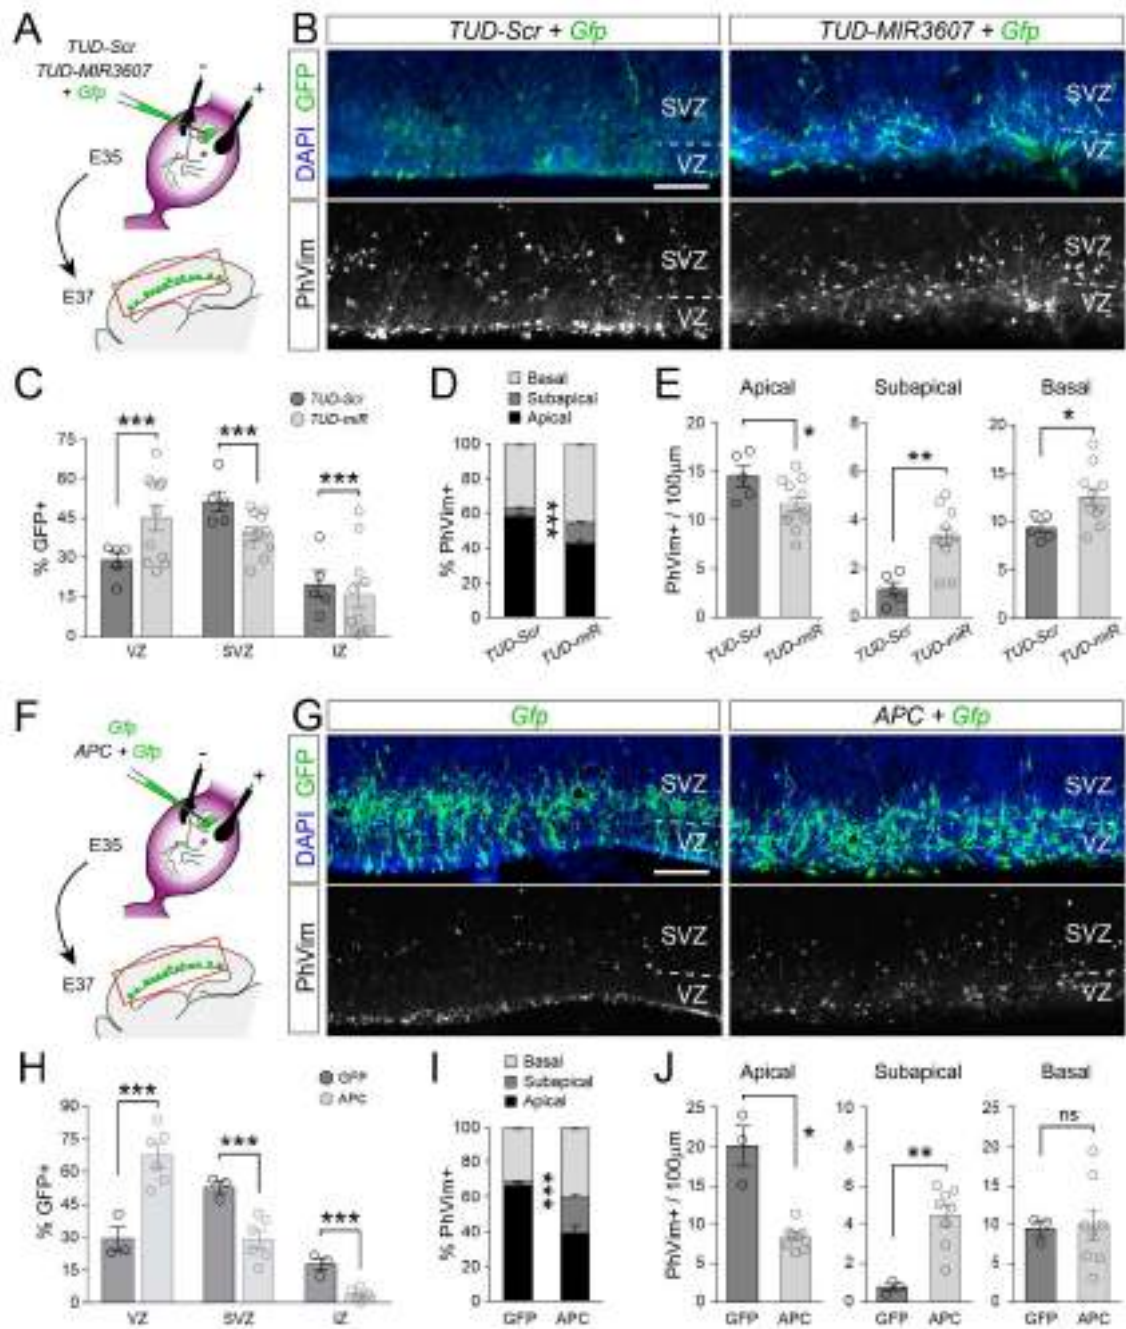 A
TUD-Scr
TUD-MIR3607
+ Gfp
-
+
E35
E37
B
TUD-Scr + Gfp
TUD-MIR3607 + Gfp
DAPI GFP
SVZ
VZ
SVZ
VZ
PhVim
SVZ
VZ
SVZ
VZ
C
TUD-Scr
TUD-miR
% GFP+
75
60
45
30
15
0
***
***
***
VZ
SVZ
IZ
D
Basal
Subapical
Apical
% PhVim+
100
80
60
40
20
0
***
TUD-Scr
TUD-miR
E
Apical
Subapical
Basal
PhVim+ / 100µm
20
15
10
5
0
*
TUD-Scr
TUD-miR
8
6
4
2
0
**
TUD-Scr
TUD-miR
20
15
10
5
0
*
TUD-Scr
TUD-miR
F
Gfp
APC + Gfp
-
+
E35
E37
G
Gfp
APC + Gfp
DAPI GFP
SVZ
VZ
SVZ
VZ
PhVim
SVZ
VZ
SVZ
VZ
H
GFP
APC
% GFP+
90
75
60
45
30
15
0
***
***
***
VZ
SVZ
IZ
I
Basal
Subapical
Apical
% PhVim+
100
80
60
40
20
0
***
GFP
APC
J
Apical
Subapical
Basal
PhVim+ / 100µm
25
20
15
10
5
0
*
GFP
APC
10
8
6
4
2
0
**
GFP
APC
25
20
15
10
5
0
ns
GFP
APC